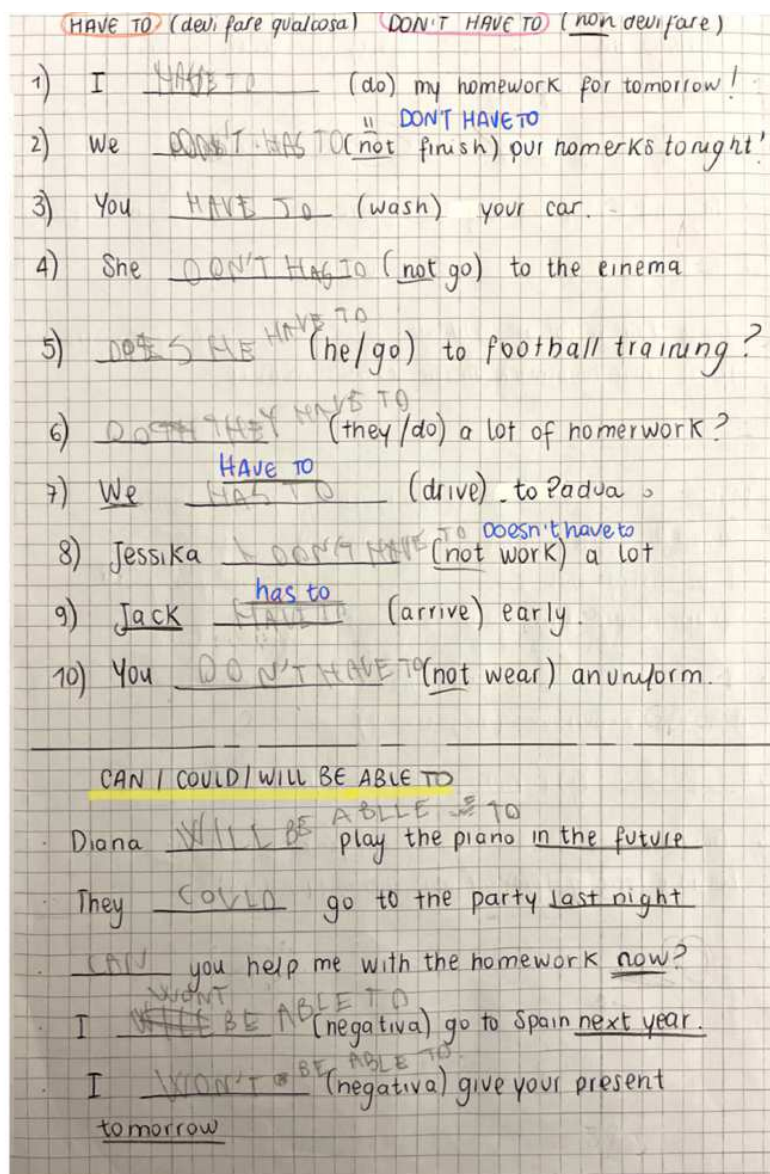 HAVE TO (devi fare qualcosa) DON'T HAVE TO (non devi fare)
1) I HAVE TO (do) my homework for tomorrow!
" DON'T HAVE TO
2) We DON'T HAS TO (not finish) our homerks tonight!
3) You HAVE TO (wash) your car.
4) She DON'T HAS TO (not go) to the cinema
5) DOES HE HAVE TO (he/go) to football training?
6) DO THEY HAVE TO (they/do) a lot of homerwork?
HAVE TO
7) We HAS TO (drive). to Padua.
Doesn't have to
8) Jessika DON'T HAVE TO (not work) a lot
has to
9) Jack HAVE TO (arrive) early.
10) You DON'T HAVE TO (not wear) an uniform.
CAN / COULD / WILL BE ABLE TO
Diana WILL BE ABLLE TO play the piano in the future
They COULD go to the party last night
CAN you help me with the homework now?
I WONT BE ABLE TO (negativa) go to Spain next year.
I WON'T BE ABLE TO (negativa) give your present
tomorrow